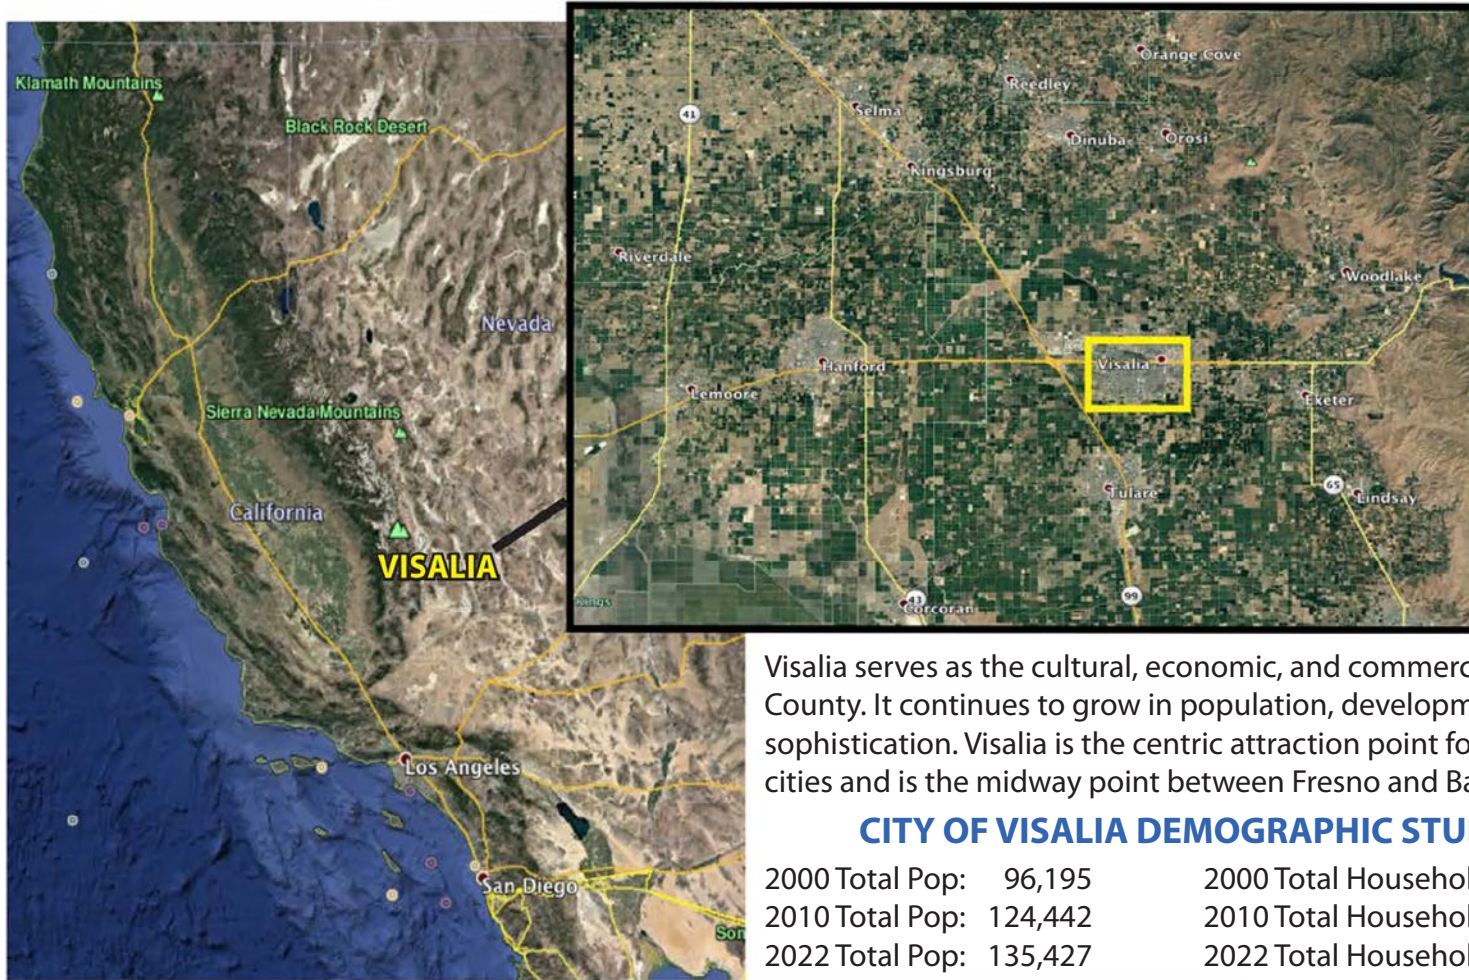 Klamath Mountains
Black Rock Desert
Nevada
Sierra Nevada Mountains
California
VISALIA
Los Angeles
San Diego
Son
Orange Cove
Reedley
41
Selma
Dinuba
Orosi
Kingsburg
Riverdale
Woodlake
Hanford
Visalia
Lemoore
Exeter
Tulare
65
Lindsay
Kings
43
Corcoran
99
Visalia serves as the cultural, economic, and commerc
County. It continues to grow in population, developm
sophistication. Visalia is the centric attraction point fo
cities and is the midway point between Fresno and Ba
CITY OF VISALIA DEMOGRAPHIC STU
2000 Total Pop: 96,195 2000 Total Househol
2010 Total Pop: 124,442 2010 Total Househol
2022 Total Pop: 135,427 2022 Total Househol